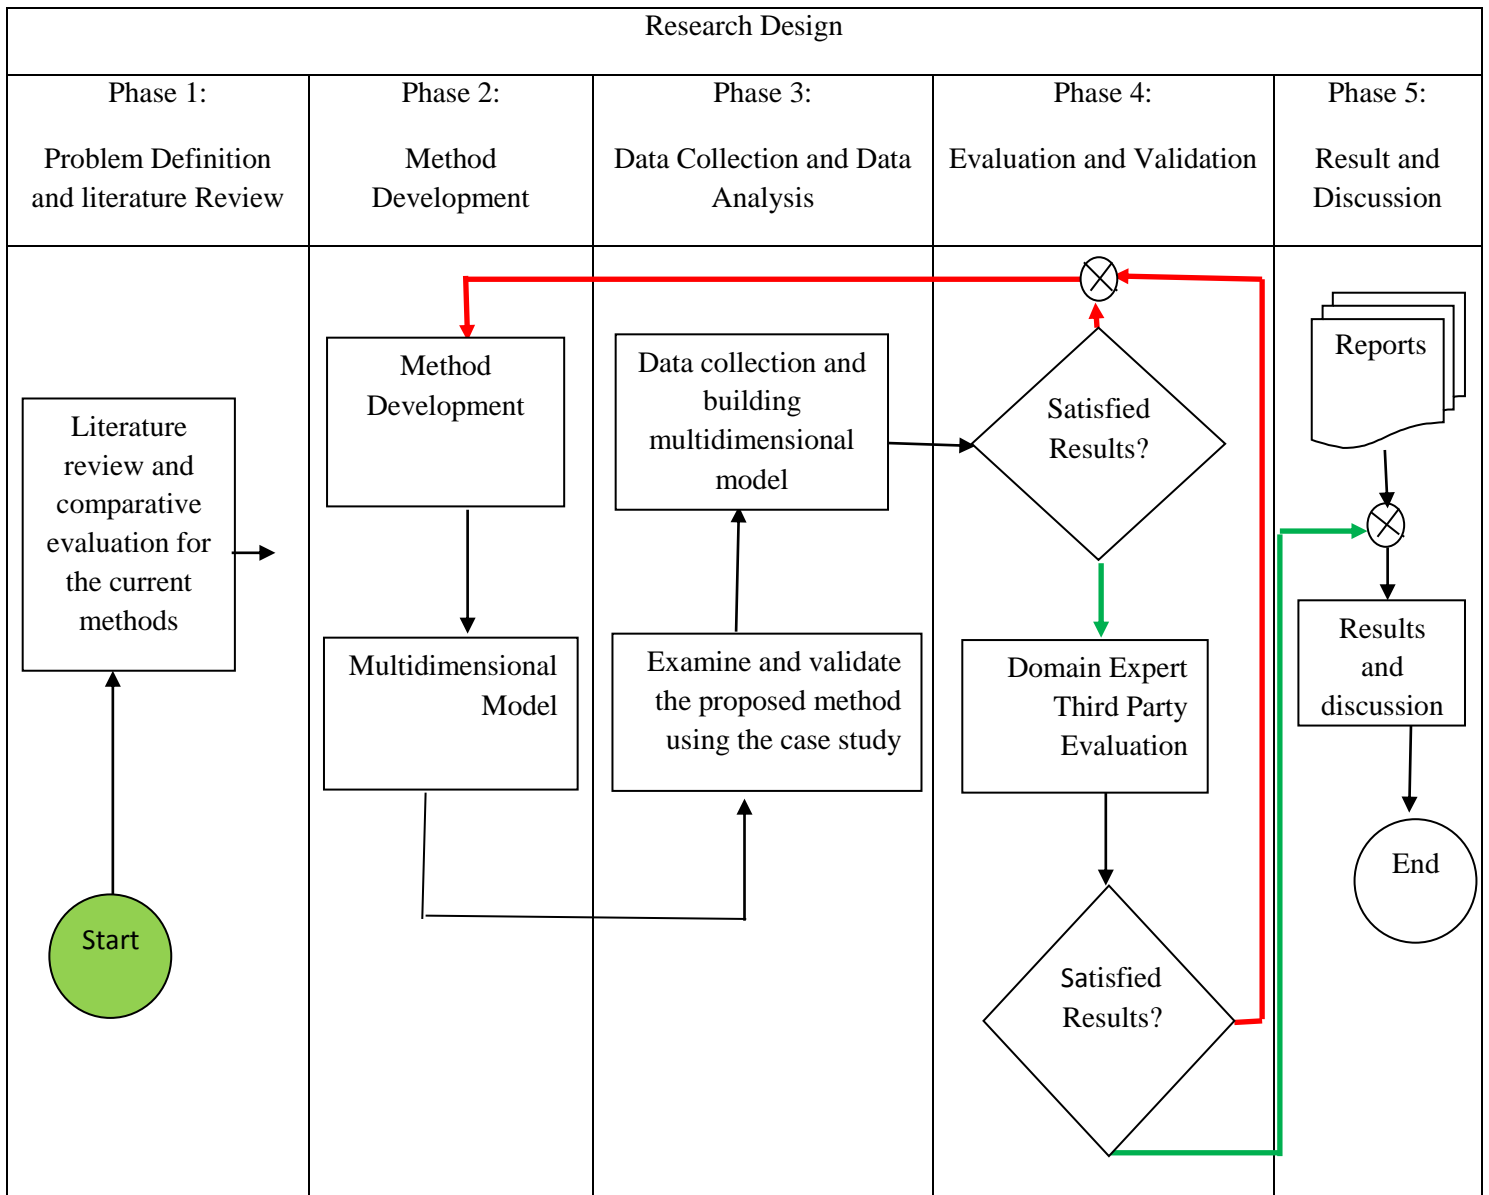 Research Design
Phase 1:
Problem Definition
and literature Review
Phase 2:
Method
Development
Phase 3:
Data Collection and Data
Analysis
Phase 4:
Evaluation and Validation
Phase 5:
Result and
Discussion
Literature
review and
comparative
evaluation for
the current
methods
Start
Method
Development
Multidimensional
Model
Data collection and
building
multidimensional
model
Examine and validate
the proposed method
using the case study
Satisfied
Results?
Domain Expert
Third Party
Evaluation
Satisfied
Results?
Reports
Results
and
discussion
End